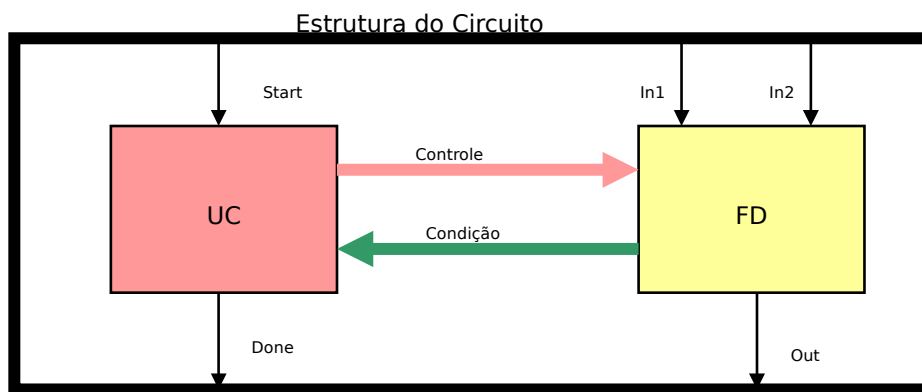 Estrutura do Circuito
Start
In1
In2
Controle
UC
FD
Condição
Done
Out